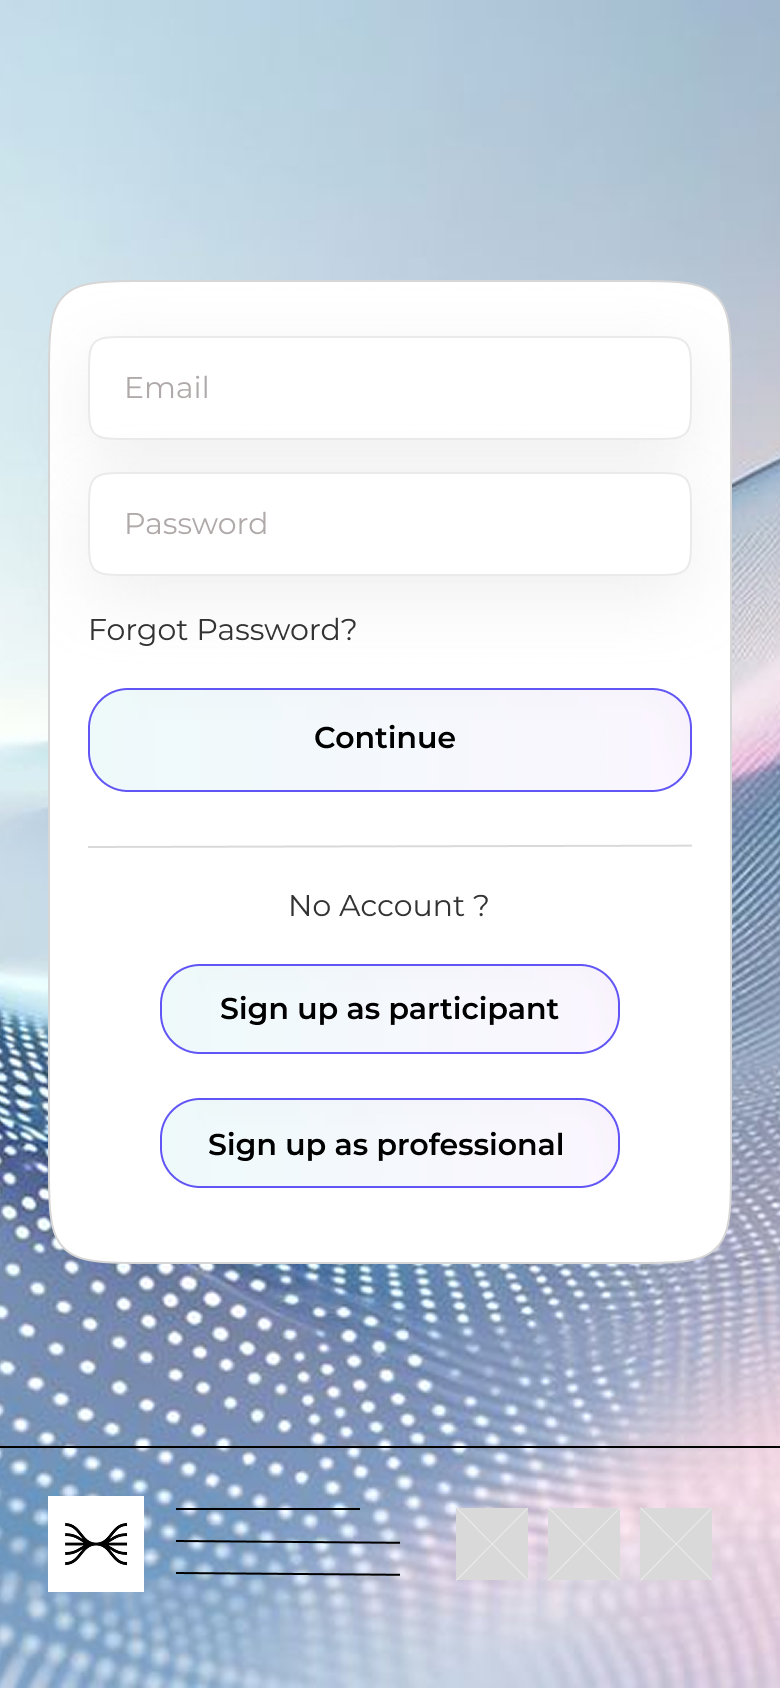 Email
Password
Forgot Password?
Continue
No Account ?
Sign up as participant
Sign up as professional